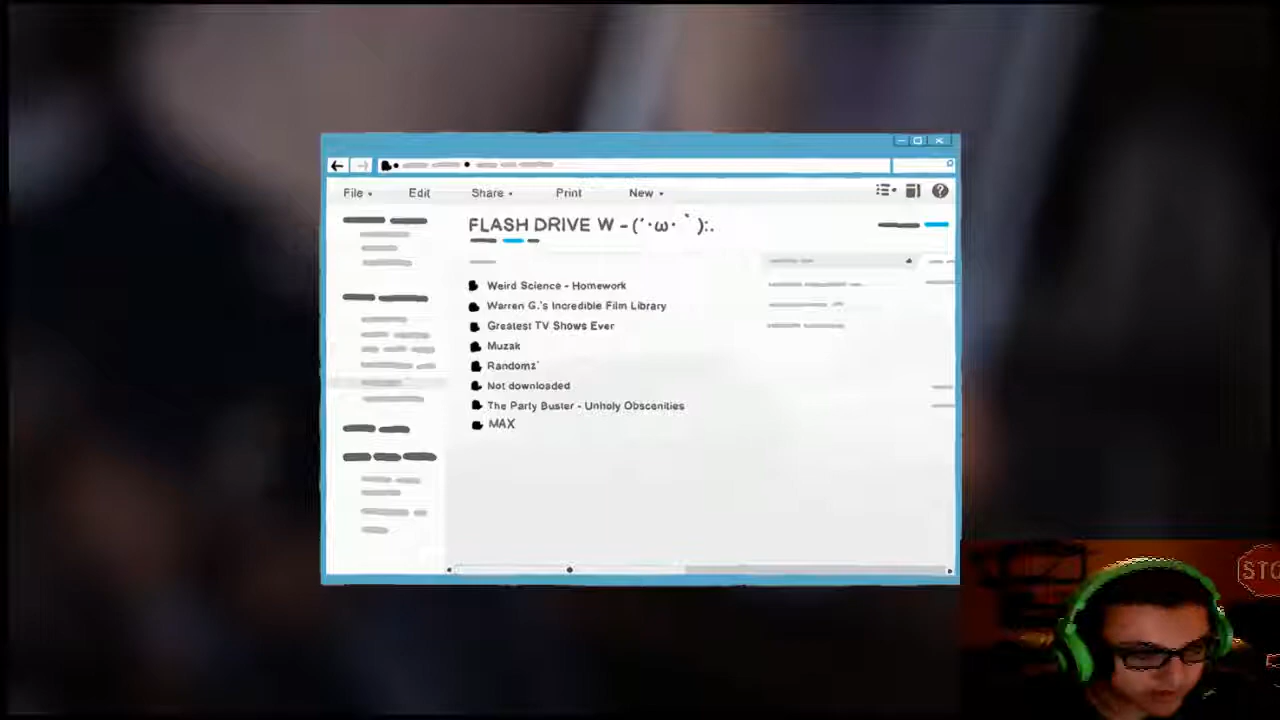 File Edit Share Print New
FLASH DRIVE W - (´･ω･｀):.
Weird Science - Homework
Warren G.'s Incredible Film Library
Greatest TV Shows Ever
Muzak
Randomz'
Not downloaded
The Party Buster - Unholy Obscenities
MAX
STO